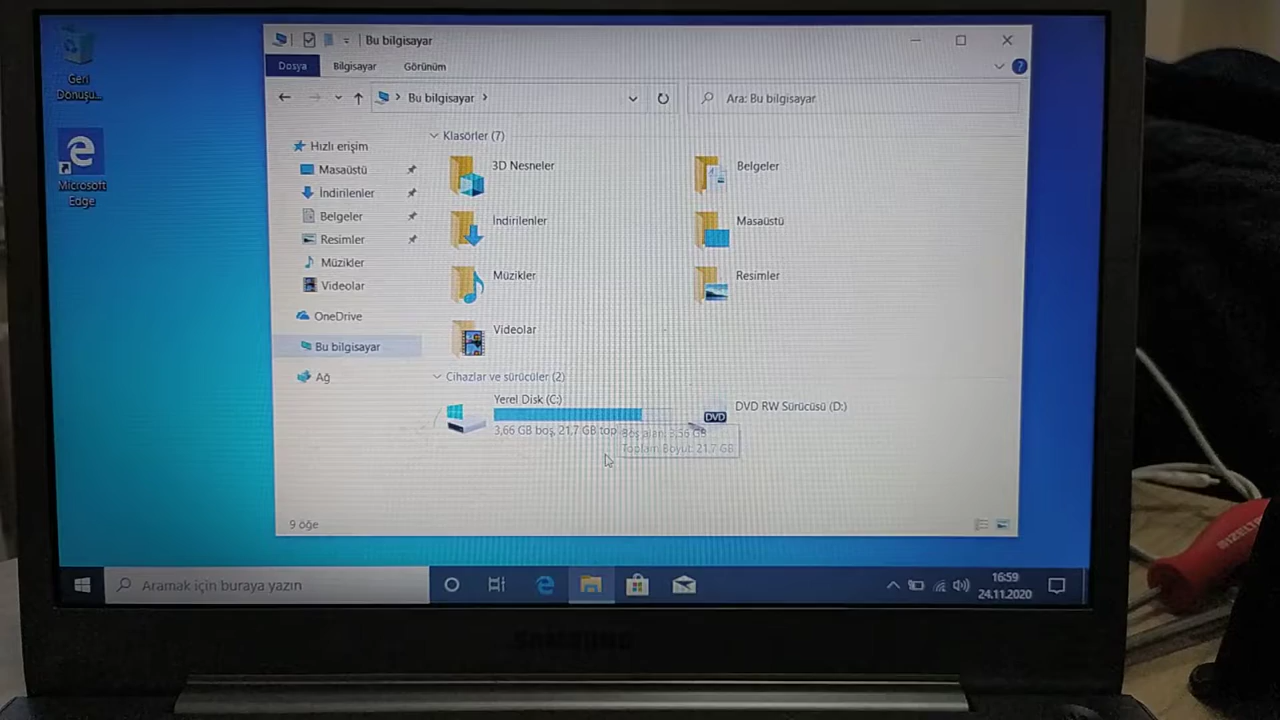 Bu bilgisayar
Dosya
Bilgisayar
Görünüm
Bu bilgisayar
Ara: Bu bilgisayar
Geri
Dönüşü...
Microsoft
Edge
Hızlı erişim
Masaüstü
İndirilenler
Belgeler
Resimler
Müzikler
Videolar
OneDrive
Bu bilgisayar
Ağ
Klasörler (7)
3D Nesneler
Belgeler
İndirilenler
Masaüstü
Müzikler
Resimler
Videolar
Cihazlar ve sürücüler (2)
Yerel Disk (C:)
3,66 GB boş, 21,7 GB top
Boş alan: 3,56 GB
Toplam Boyut: 21,7 GB
DVD
DVD RW Sürücüsü (D:)
9 öğe
Aramak için buraya yazın
16:59
24.11.2020
SAMSUNG